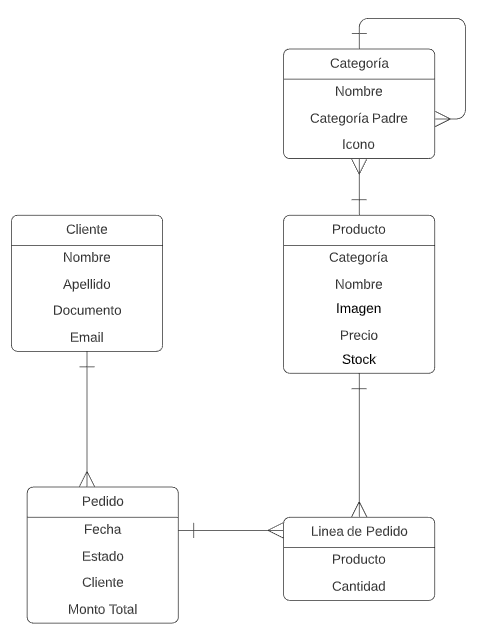 Categoría
Nombre
Categoría Padre
Icono
Cliente
Nombre
Apellido
Documento
Email
Producto
Categoría
Nombre
Imagen
Precio
Stock
Pedido
Fecha
Estado
Cliente
Monto Total
Linea de Pedido
Producto
Cantidad